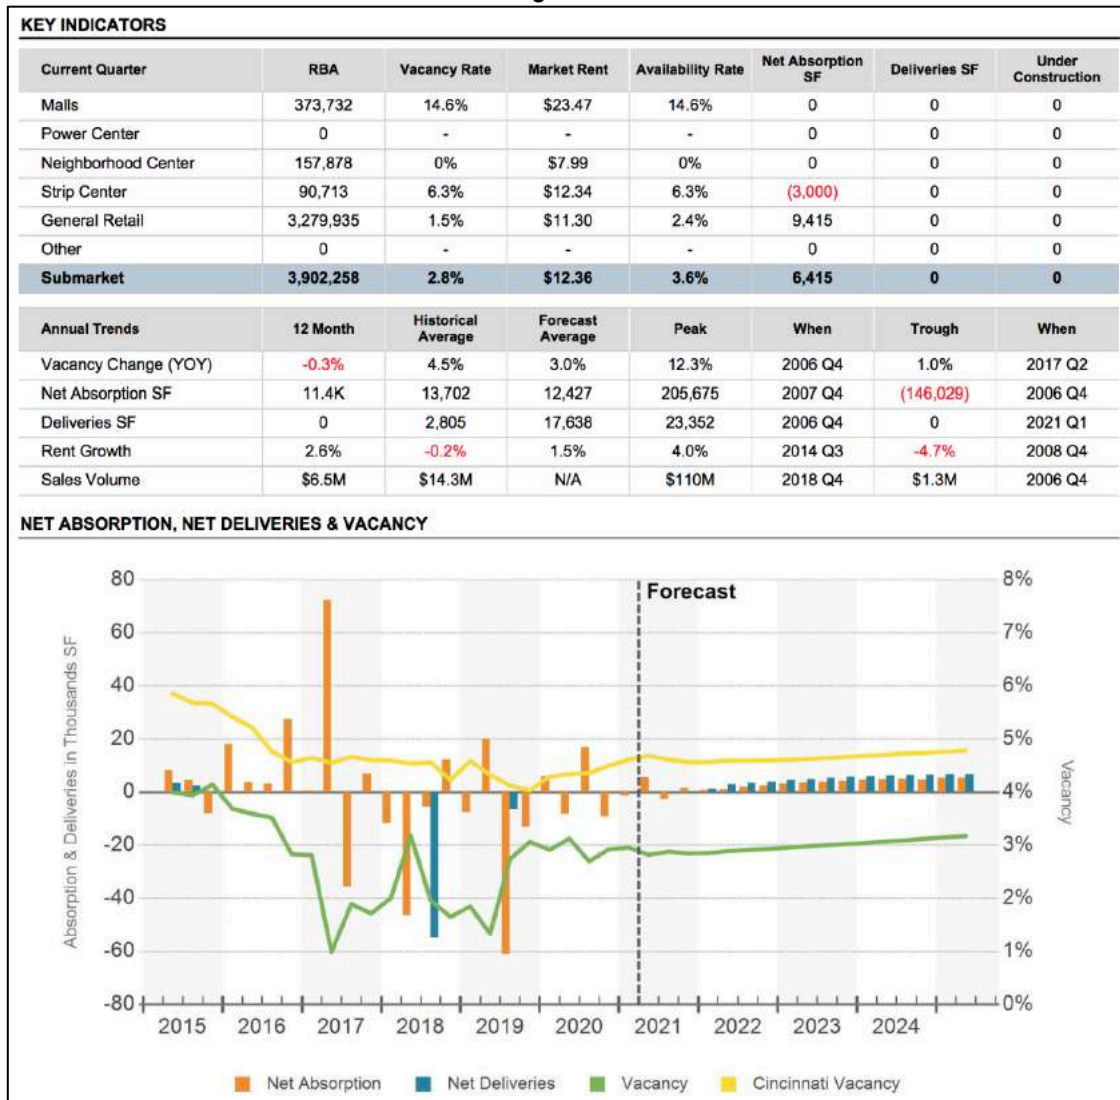 KEY INDICATORS
Current Quarter RBA Vacancy Rate Market Rent Availability Rate Net Absorption SF Deliveries SF Under Construction
Malls 373,732 14.6% $23.47 14.6% 0 0 0
Power Center 0 - - - 0 0 0
Neighborhood Center 157,878 0% $7.99 0% 0 0 0
Strip Center 90,713 6.3% $12.34 6.3% (3,000) 0 0
General Retail 3,279,935 1.5% $11.30 2.4% 9,415 0 0
Other 0 - - - 0 0 0
Submarket 3,902,258 2.8% $12.36 3.6% 6,415 0 0
Annual Trends 12 Month Historical Average Forecast Average Peak When Trough When
Vacancy Change (YOY) -0.3% 4.5% 3.0% 12.3% 2006 Q4 1.0% 2017 Q2
Net Absorption SF 11.4K 13,702 12,427 205,675 2007 Q4 (146,029) 2006 Q4
Deliveries SF 0 2,805 17,638 23,352 2006 Q4 0 2021 Q1
Rent Growth 2.6% -0.2% 1.5% 4.0% 2014 Q3 -4.7% 2008 Q4
Sales Volume $6.5M $14.3M N/A $110M 2018 Q4 $1.3M 2006 Q4
NET ABSORPTION, NET DELIVERIES & VACANCY
Forecast
80 8%
60 7%
40 6%
20 5%
0 4%
-20 3%
-40 2%
-60 1%
-80 0%
Absorption & Deliveries in Thousands SF
Vacancy
2015 2016 2017 2018 2019 2020 2021 2022 2023 2024
Net Absorption Net Deliveries Vacancy Cincinnati Vacancy